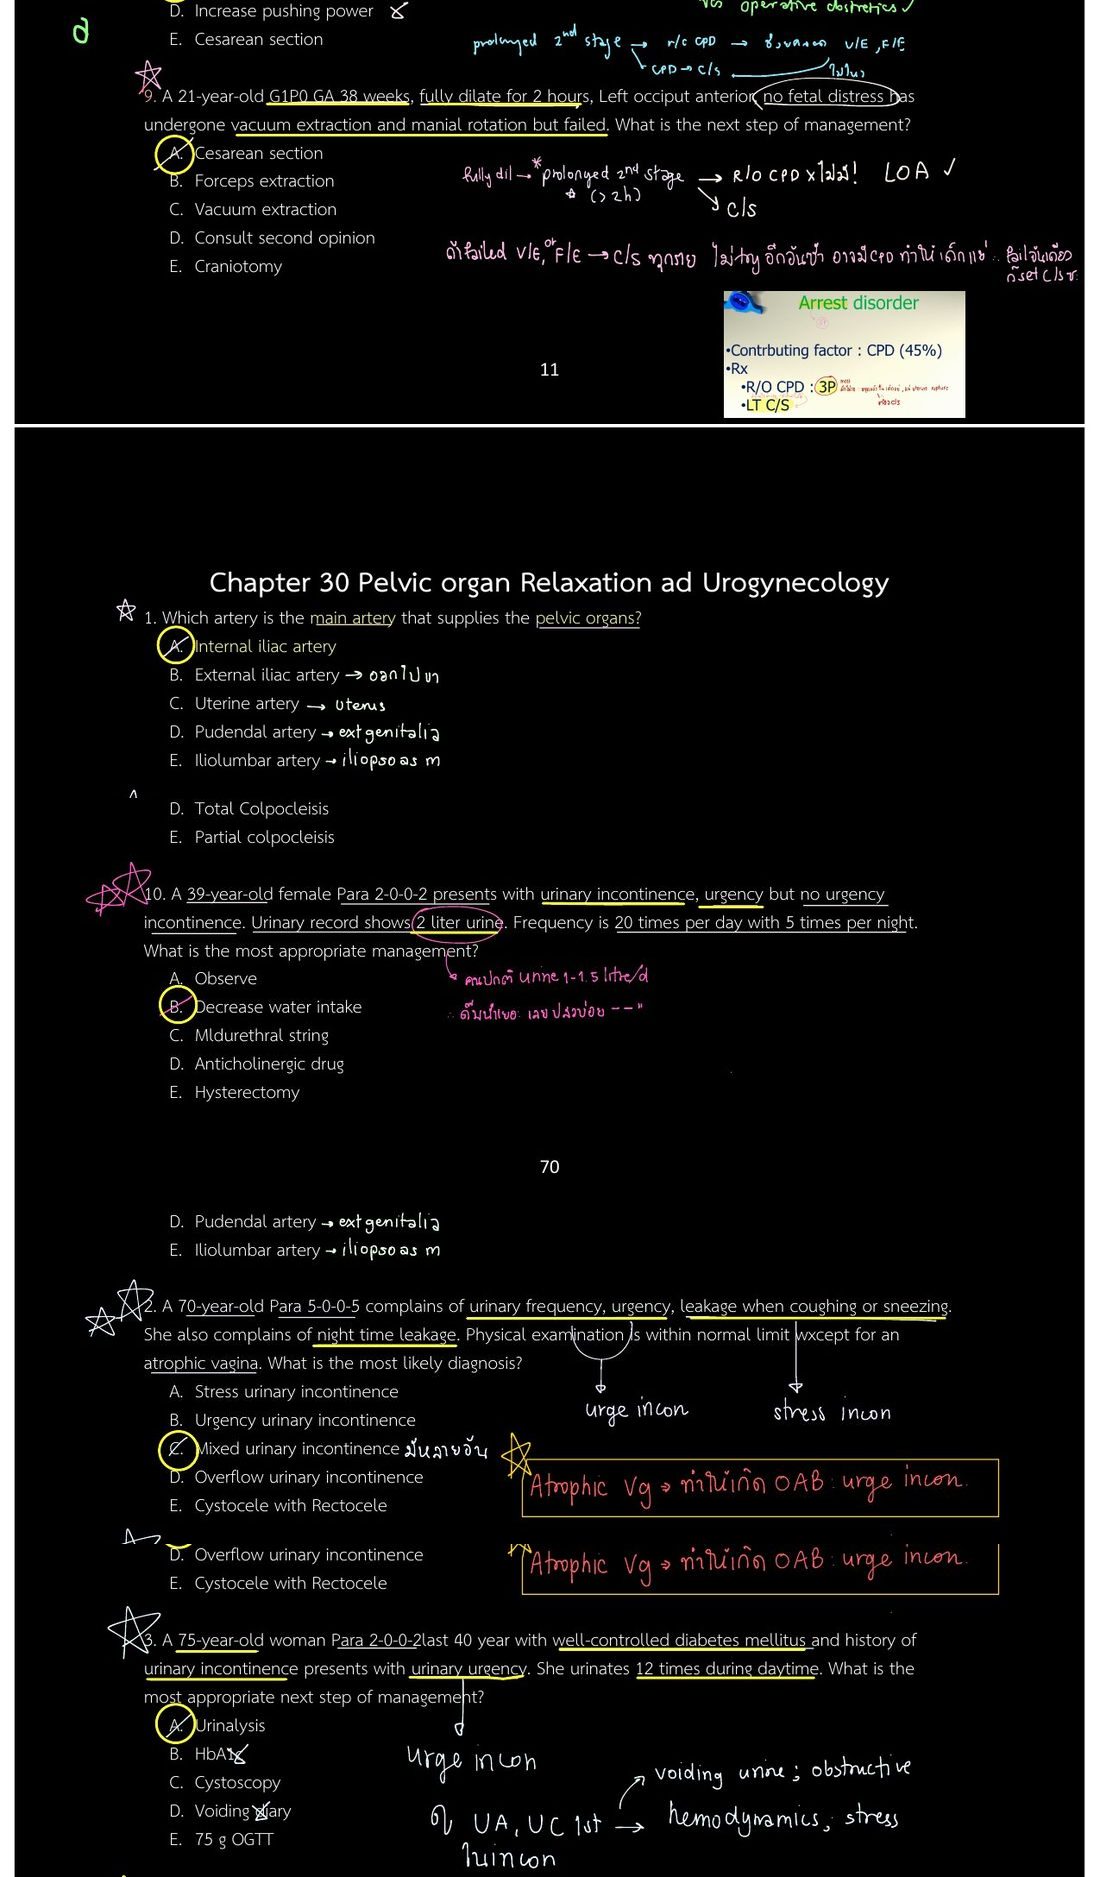 D. Increase pushing power
operative obstretics ✓
E. Cesarean section
prolonged 2nd stage → r/c CPD → V/E, F/E
CPD → C/S
9. A 21-year-old G1P0 GA 38 weeks, fully dilate for 2 hours, Left occiput anterior, no fetal distress has
undergone vacuum extraction and manial rotation but failed. What is the next step of management?
A. Cesarean section
B. Forceps extraction
C. Vacuum extraction
D. Consult second opinion
E. Craniotomy
fully dil → *prolonged 2nd stage → R/O CPD x ไม่มี! LOA ✓
(>2h)
C/S
ถ้า failed V/E, or F/E → C/S ทุกราย ไม่ try อีกอันซ้ำ อาจมี CPD ทำให้เด็กแย่ ∴ failอันเดียว
ก็ set C/S
Arrest disorder
•Contrbuting factor : CPD (45%)
•Rx
•R/O CPD : 3P
•LT C/S
11
Chapter 30 Pelvic organ Relaxation ad Urogynecology
1. Which artery is the main artery that supplies the pelvic organs?
A. Internal iliac artery
B. External iliac artery → ออกไปขา
C. Uterine artery → uterus
D. Pudendal artery → ext genitalia
E. Iliolumbar artery → iliopsoas m
D. Total Colpocleisis
E. Partial colpocleisis
10. A 39-year-old female Para 2-0-0-2 presents with urinary incontinence, urgency but no urgency
incontinence. Urinary record shows 2 liter urine. Frequency is 20 times per day with 5 times per night.
What is the most appropriate management?
A. Observe
B. Decrease water intake
C. MIdurethral string
D. Anticholinergic drug
E. Hysterectomy
คนปกติ urine 1-1.5 litre/d
∴ ดื่มน้ำเยอะ เลยปสวบ่อย --"
70
D. Pudendal artery → ext genitalia
E. Iliolumbar artery → iliopsoas m
2. A 70-year-old Para 5-0-0-5 complains of urinary frequency, urgency, leakage when coughing or sneezing.
She also complains of night time leakage. Physical examination is within normal limit wxcept for an
atrophic vagina. What is the most likely diagnosis?
A. Stress urinary incontinence
B. Urgency urinary incontinence
C. Mixed urinary incontinence มีหลายอัน
D. Overflow urinary incontinence
E. Cystocele with Rectocele
urge incon
stress incon
Atrophic Vg → ทำให้เกิด OAB : urge incon.
D. Overflow urinary incontinence
E. Cystocele with Rectocele
Atrophic Vg → ทำให้เกิด OAB : urge incon.
3. A 75-year-old woman Para 2-0-0-2last 40 year with well-controlled diabetes mellitus and history of
urinary incontinence presents with urinary urgency. She urinates 12 times during daytime. What is the
most appropriate next step of management?
A. Urinalysis
B. HbA1c
C. Cystoscopy
D. Voiding diary
E. 75 g OGTT
urge incon
voiding urine ; obstructive
UA, UC 1st → hemodynamics, stress
ในincon